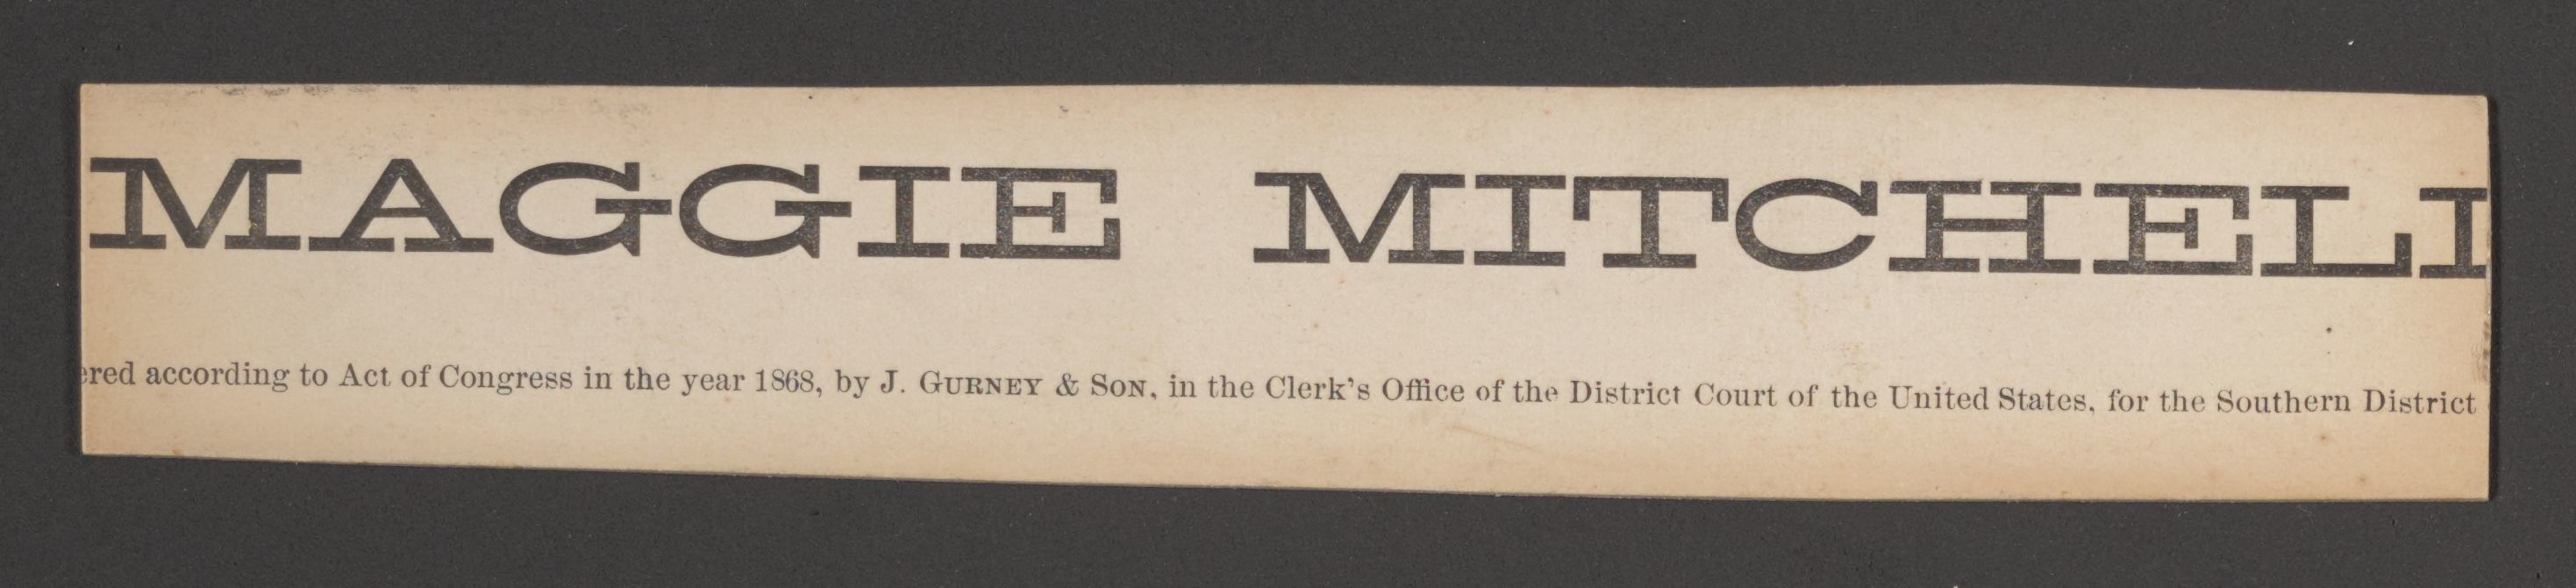 MAGGIE MITCHELL
ered according to Act of Congress in the year 1868, by J. GURNEY & SON, in the Clerk's Office of the District Court of the United States, for the Southern District